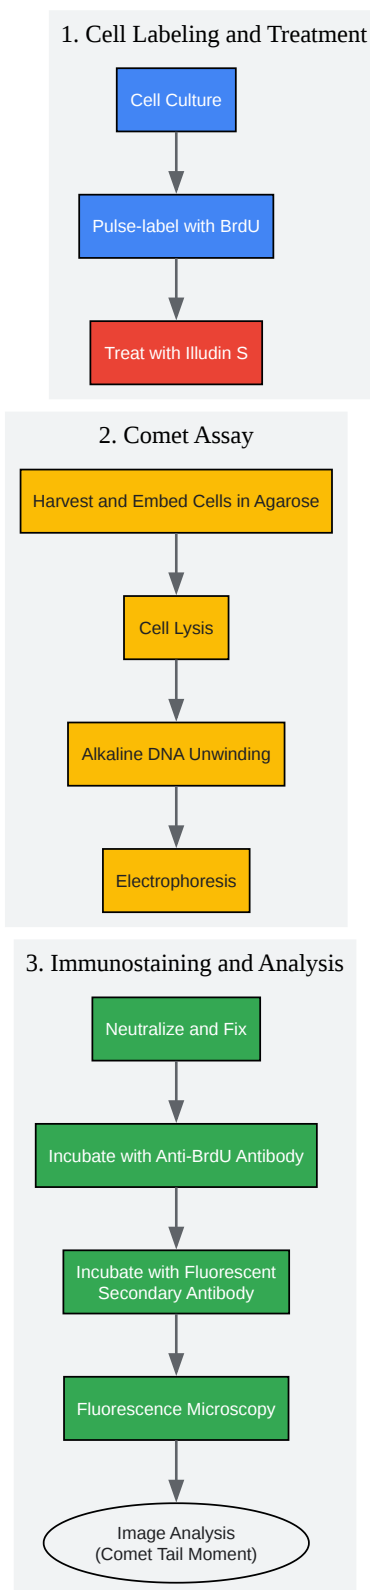 1. Cell Labeling and Treatment
Cell Culture
Pulse-label with BrdU
Treat with Illudin S
2. Comet Assay
Harvest and Embed Cells in Agarose
Cell Lysis
Alkaline DNA Unwinding
Electrophoresis
3. Immunostaining and Analysis
Neutralize and Fix
Incubate with Anti-BrdU Antibody
Incubate with Fluorescent
Secondary Antibody
Fluorescence Microscopy
Image Analysis
(Comet Tail Moment)